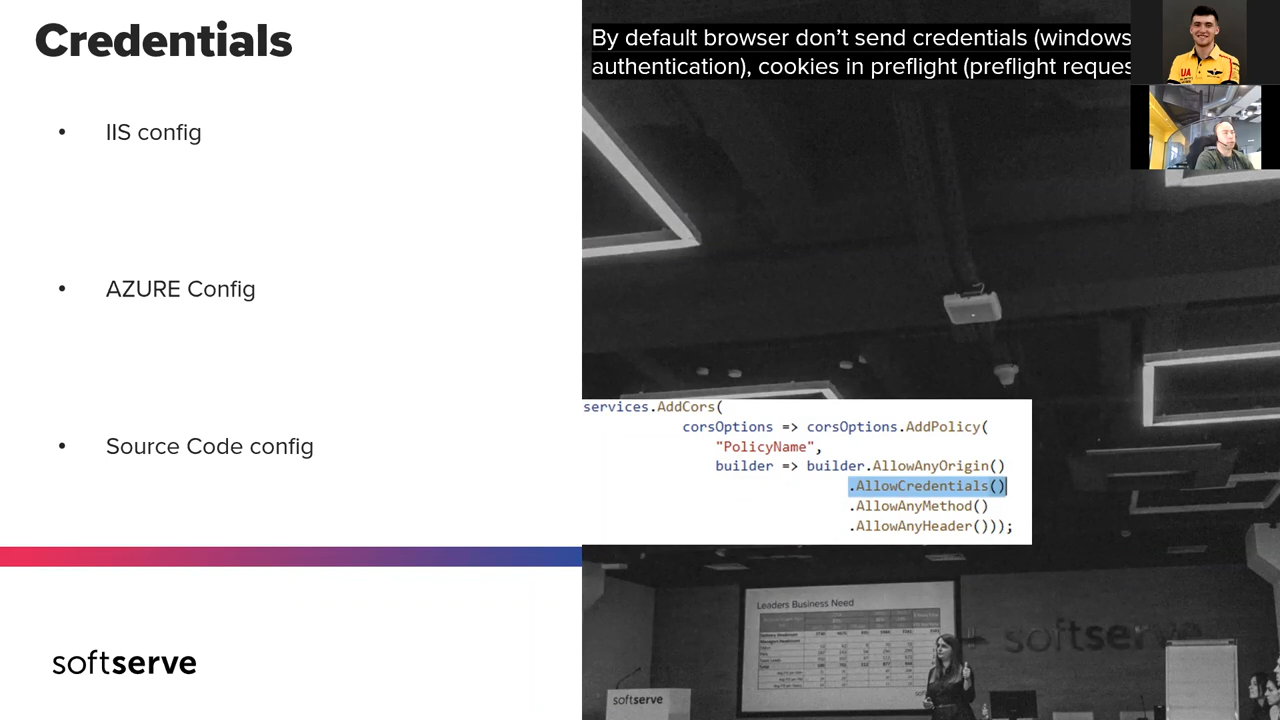 Credentials
• IIS config
• AZURE Config
• Source Code config
softserve
By default browser don’t send credentials (windows
authentication), cookies in preflight (preflight reques
UA
services.AddCors(
corsOptions => corsOptions.AddPolicy(
"PolicyName",
builder => builder.AllowAnyOrigin()
.AllowCredentials()
.AllowAnyMethod()
.AllowAnyHeader()));
Leaders Business Need
softserve
softserve